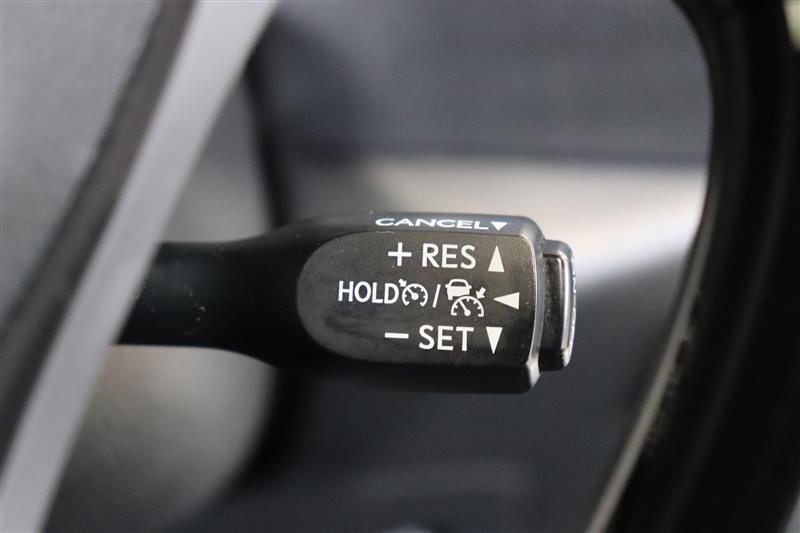 CANCEL▼
+ RES ▲
HOLD / ◀
− SET ▼